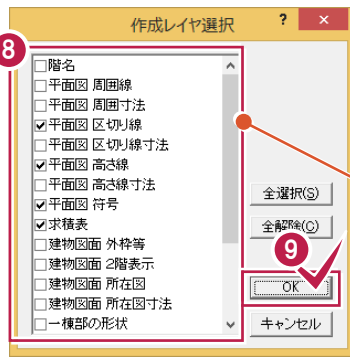 作成レイヤ選択 ? ×
8
階名
平面図 周囲線
平面図 周囲寸法
平面図 区切り線
平面図 区切り線寸法
平面図 高さ線
平面図 高さ線寸法
平面図 符号
求積表
建物図面 外枠等
建物図面 2階表示
建物図面 所在図
建物図面 所在図寸法
一棟部の形状
全選択(S)
全解除(C)
9
OK
キャンセル